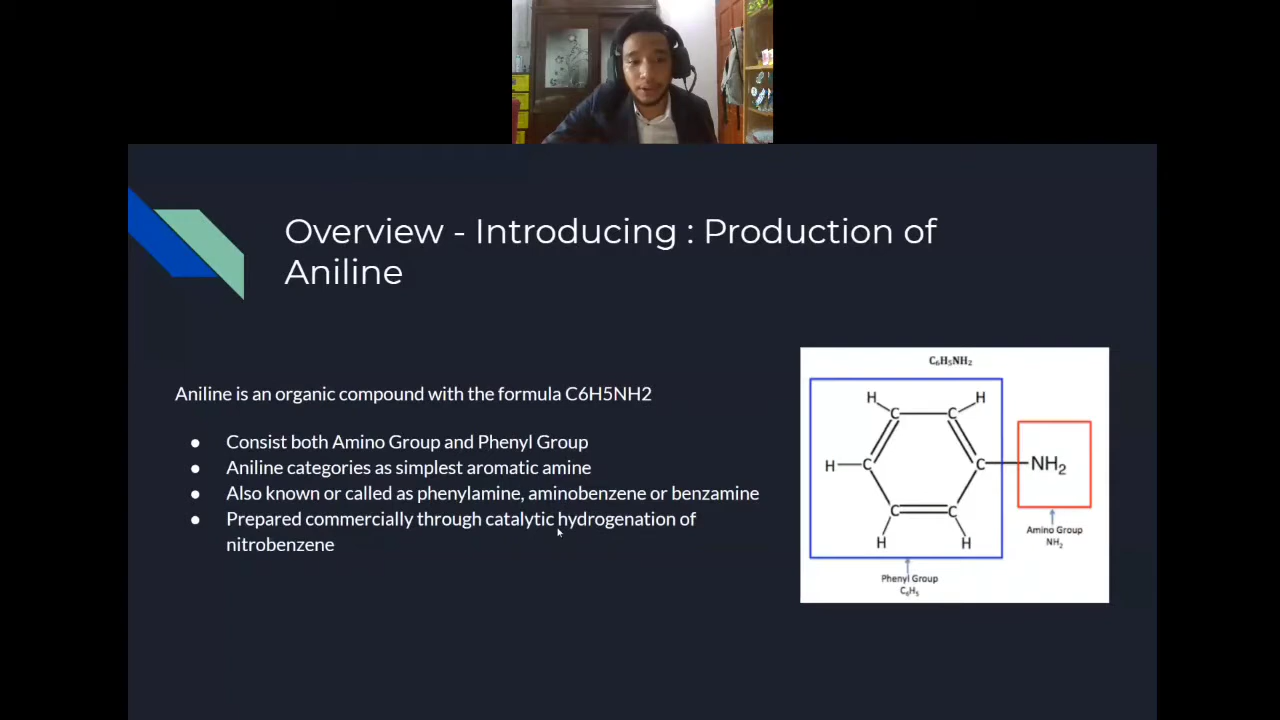 Overview - Introducing : Production of
Aniline
Aniline is an organic compound with the formula C6H5NH2
● Consist both Amino Group and Phenyl Group
● Aniline categories as simplest aromatic amine
● Also known or called as phenylamine, aminobenzene or benzamine
● Prepared commercially through catalytic hydrogenation of
nitrobenzene
C₆H₅NH₂
H H
C C
H C C NH₂
C C
H H
Amino Group
NH₂
Phenyl Group
C₆H₅